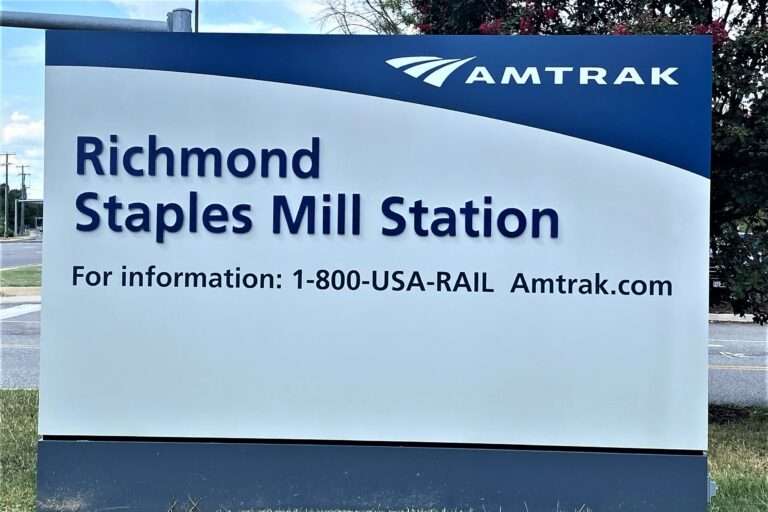 AMTRAK
Richmond
Staples Mill Station
For information: 1-800-USA-RAIL Amtrak.com